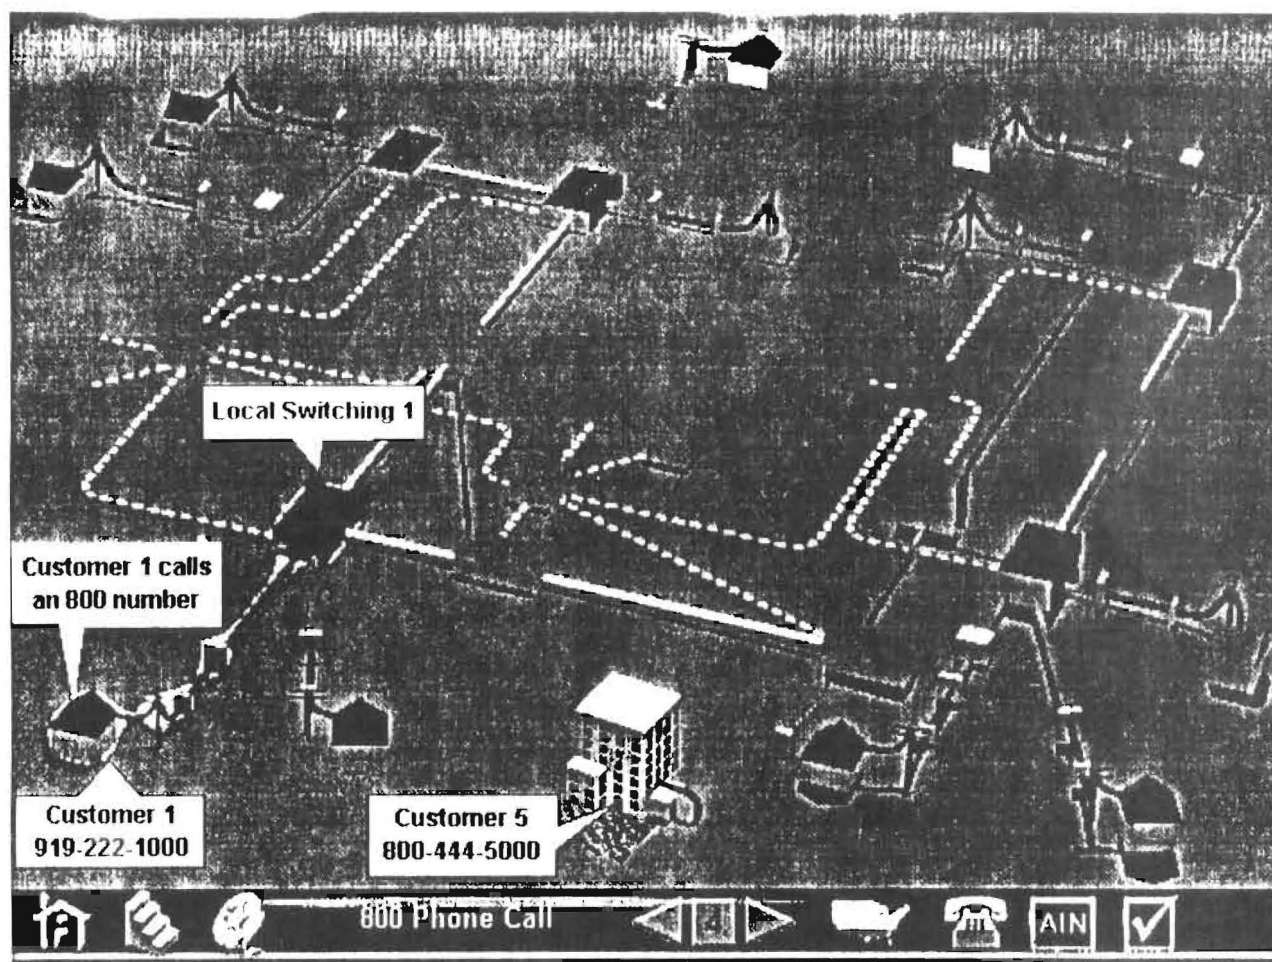 Local Switching 1
Customer 1 calls
an 800 number
Customer 1
919-222-1000
Customer 5
800-444-5000
800 Phone Call
AIN